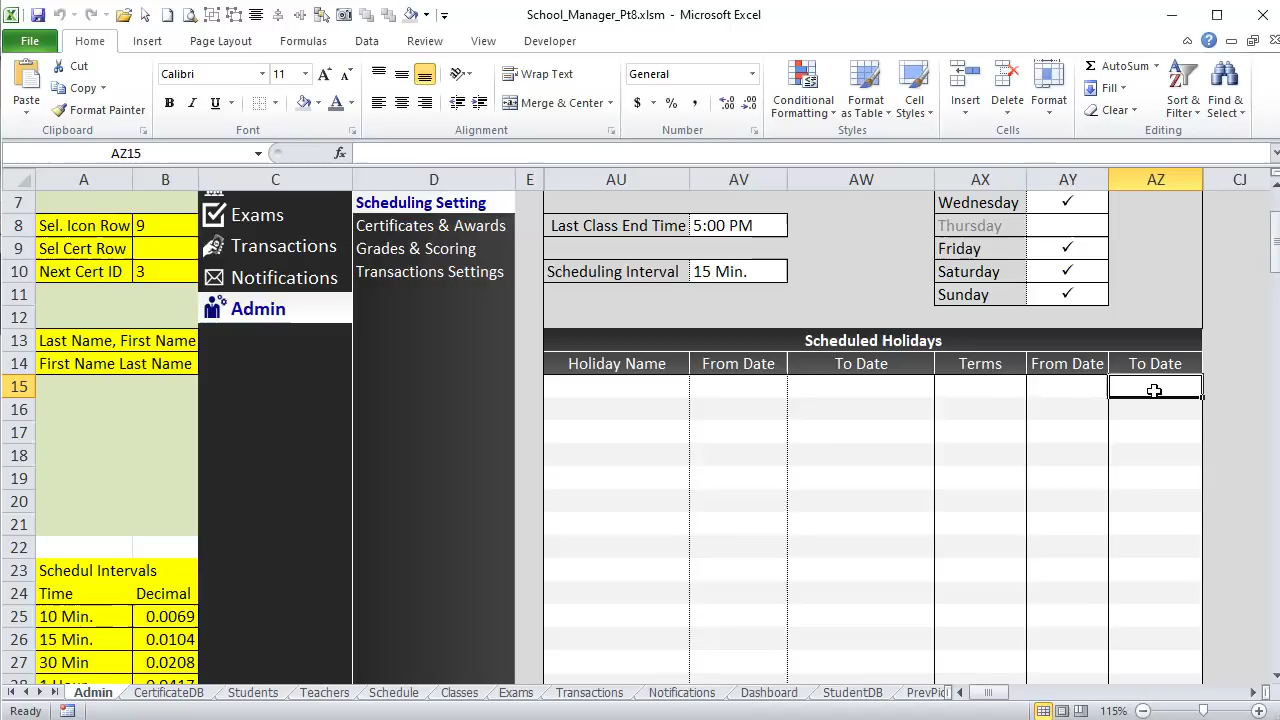 School_Manager_Pt8.xlsm - Microsoft Excel
File Home Insert Page Layout Formulas Data Review View Developer
Paste
Cut
Copy
Format Painter
Clipboard
Calibri 11
B I U
Font
Wrap Text
Merge & Center
Alignment
General
$ %
Number
Conditional Formatting
Format as Table
Cell Styles
Styles
Insert Delete Format
Cells
AutoSum
Fill
Clear
Sort & Filter
Find & Select
Editing
AZ15 fx
A B C D E AU AV AW AX AY AZ CJ
7 Scheduling Setting Wednesday ✓
8 Sel. Icon Row 9 Exams Certificates & Awards Last Class End Time 5:00 PM Thursday
9 Sel Cert Row Transactions Grades & Scoring Friday ✓
10 Next Cert ID 3 Notifications Transactions Settings Scheduling Interval 15 Min. Saturday ✓
11 Admin Sunday ✓
12
13 Last Name, First Name Scheduled Holidays
14 First Name Last Name Holiday Name From Date To Date Terms From Date To Date
15
16
17
18
19
20
21
22
23 Schedul Intervals
24 Time Decimal
25 10 Min. 0.0069
26 15 Min. 0.0104
27 30 Min 0.0208
28 1 Hour 0.0417
Admin CertificateDB Students Teachers Schedule Classes Exams Transactions Notifications Dashboard StudentDB PrevPic
Ready 115%